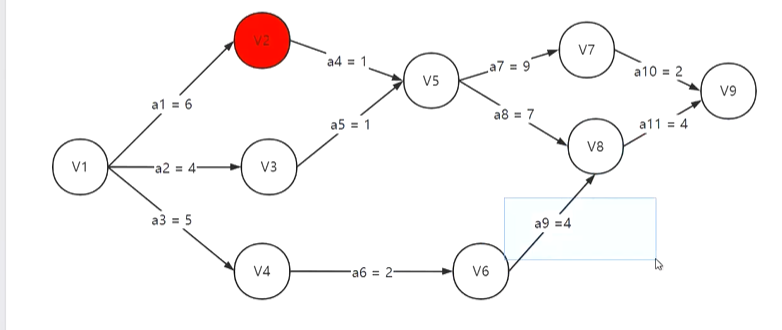 V2
V7
a4 = 1
a7 = 9
a10 = 2
V5
V9
a1 = 6
a8 = 7
a5 = 1
a11 = 4
V8
V1
a2 = 4
V3
a3 = 5
a9 =4
V4
a6 = 2
V6